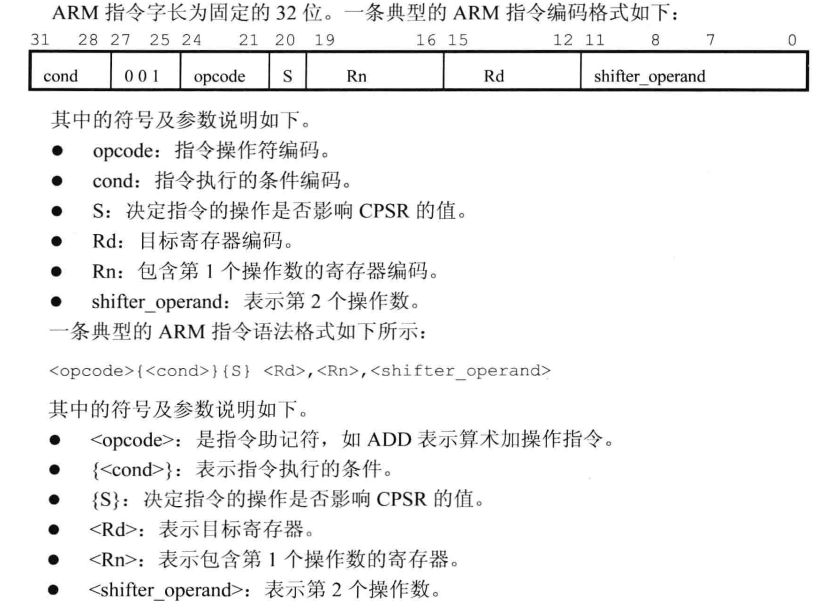 ARM 指令字长为固定的 32 位。一条典型的 ARM 指令编码格式如下：
31 28 27 25 24 21 20 19 16 15 12 11 8 7 0
cond 0 0 1 opcode S Rn Rd shifter_operand
其中的符号及参数说明如下。
● opcode：指令操作符编码。
● cond：指令执行的条件编码。
● S：决定指令的操作是否影响 CPSR 的值。
● Rd：目标寄存器编码。
● Rn：包含第 1 个操作数的寄存器编码。
● shifter_operand：表示第 2 个操作数。
一条典型的 ARM 指令语法格式如下所示：
<opcode>{<cond>}{S} <Rd>,<Rn>,<shifter_operand>
其中的符号及参数说明如下。
● <opcode>：是指令助记符，如 ADD 表示算术加操作指令。
● {<cond>}：表示指令执行的条件。
● {S}：决定指令的操作是否影响 CPSR 的值。
● <Rd>：表示目标寄存器。
● <Rn>：表示包含第 1 个操作数的寄存器。
● <shifter_operand>：表示第 2 个操作数。